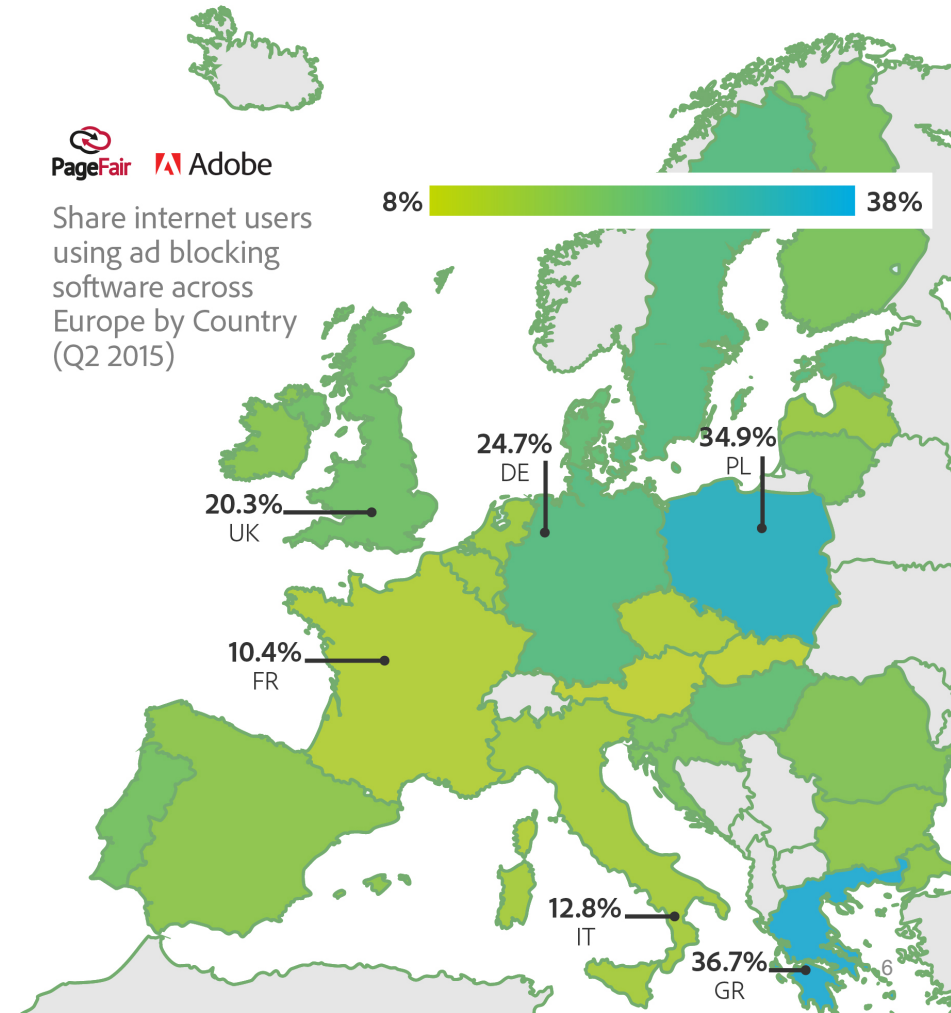 PageFair Adobe
8% 38%
Share internet users
using ad blocking
software across
Europe by Country
(Q2 2015)
24.7%
DE
34.9%
PL
20.3%
UK
10.4%
FR
12.8%
IT
36.7%
GR
6